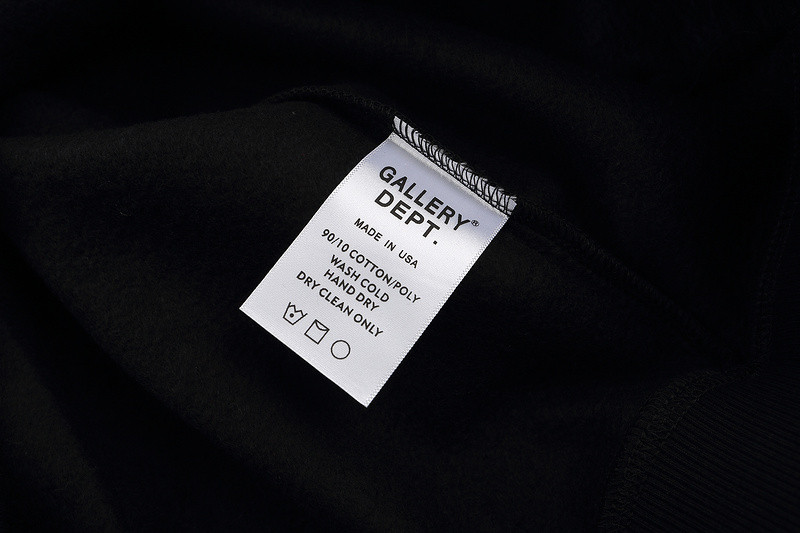 GALLERY®
DEPT.
MADE IN USA
90/10 COTTON/POLY
WASH COLD
HAND DRY
DRY CLEAN ONLY